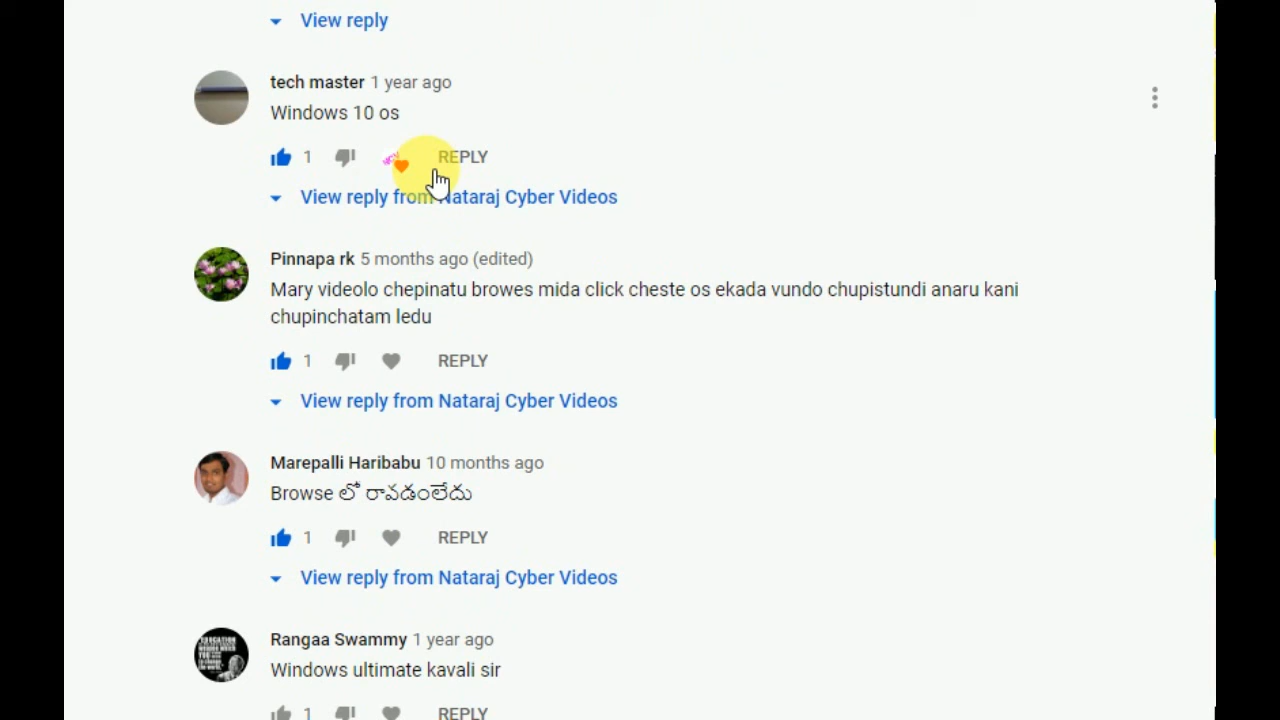 View reply
tech master 1 year ago
Windows 10 os
1 REPLY
View reply from Nataraj Cyber Videos
Pinnapa rk 5 months ago (edited)
Mary videolo chepinatu browes mida click cheste os ekada vundo chupistundi anaru kani
chupinchatam ledu
1 REPLY
View reply from Nataraj Cyber Videos
Marepalli Haribabu 10 months ago
Browse లో రావడంలేదు
1 REPLY
View reply from Nataraj Cyber Videos
Rangaa Swammy 1 year ago
Windows ultimate kavali sir
1 REPLY